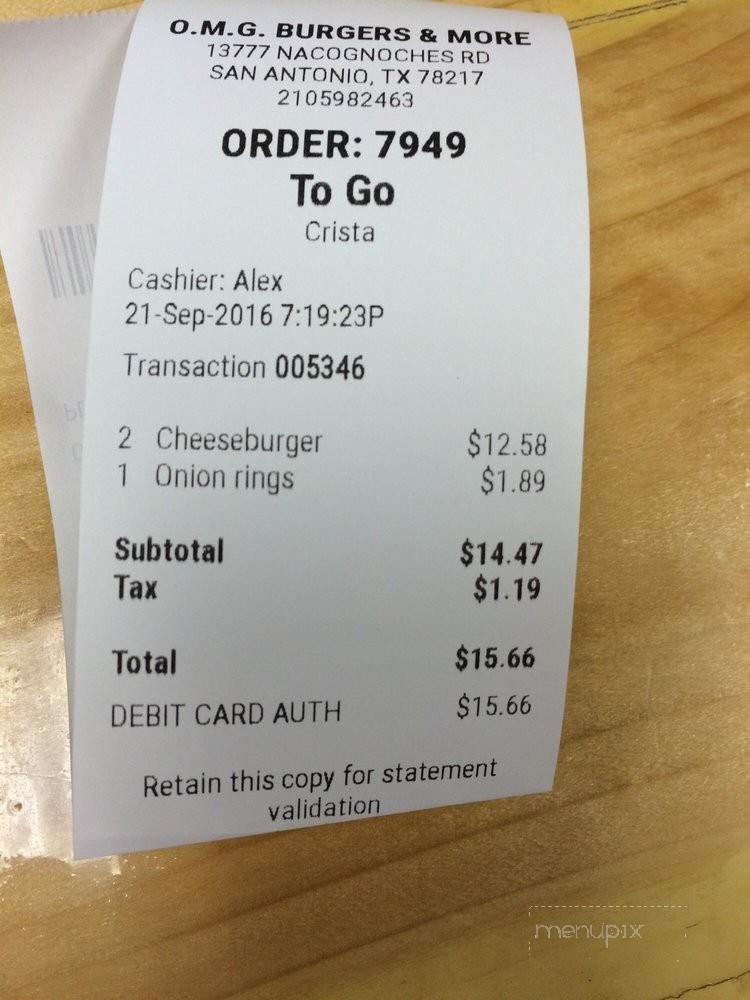 O.M.G. BURGERS & MORE
13777 NACOGNOCHES RD
SAN ANTONIO, TX 78217
2105982463
ORDER: 7949
To Go
Crista
Cashier: Alex
21-Sep-2016 7:19:23P
Transaction 005346
2 Cheeseburger $12.58
1 Onion rings $1.89
Subtotal $14.47
Tax $1.19
Total $15.66
DEBIT CARD AUTH $15.66
Retain this copy for statement
validation
menupix